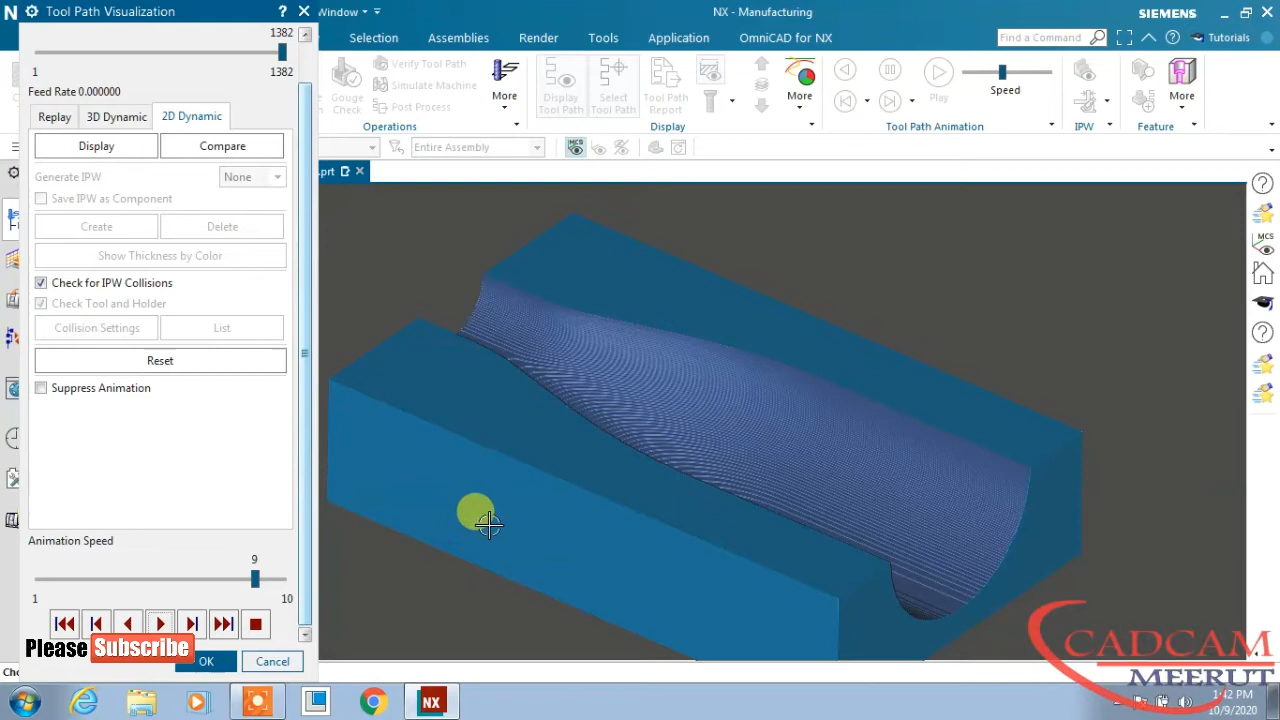 Tool Path Visualization
Window
NX - Manufacturing
SIEMENS
Selection
Assemblies
Render
Tools
Application
OmniCAD for NX
Find a Command
Tutorials
1382
1
1382
Feed Rate 0.000000
Replay
3D Dynamic
2D Dynamic
Display
Compare
Generate IPW
None
Save IPW as Component
Create
Delete
Show Thickness by Color
Check for IPW Collisions
Check Tool and Holder
Collision Settings
List
Reset
Suppress Animation
Animation Speed
9
1
10
OK
Cancel
Please Subscribe
Gouge Check
Verify Tool Path
Simulate Machine
Post Process
More
Operations
Display Tool Path
Select Tool Path
Tool Path Report
More
Display
Play
Speed
Tool Path Animation
IPW
More
Feature
Entire Assembly
.prt
MCS
MCS
CADCAM
MEERUT
NX
1:42 PM
10/9/2020